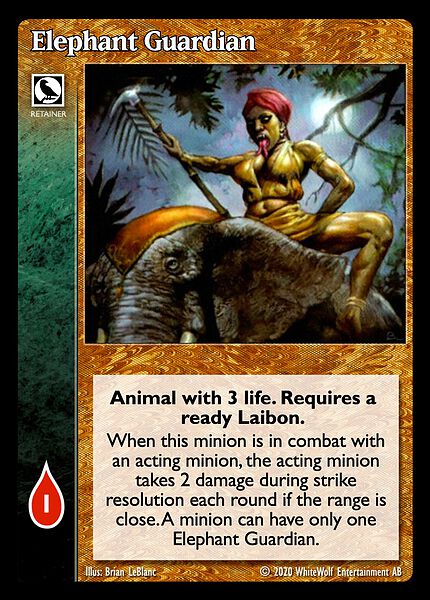 Elephant Guardian
RETAINER
Animal with 3 life. Requires a
ready Laibon.
When this minion is in combat with
an acting minion, the acting minion
takes 2 damage during strike
resolution each round if the range is
close. A minion can have only one
Elephant Guardian.
1
Illus: Brian LeBlanc © 2020 WhiteWolf Entertainment AB